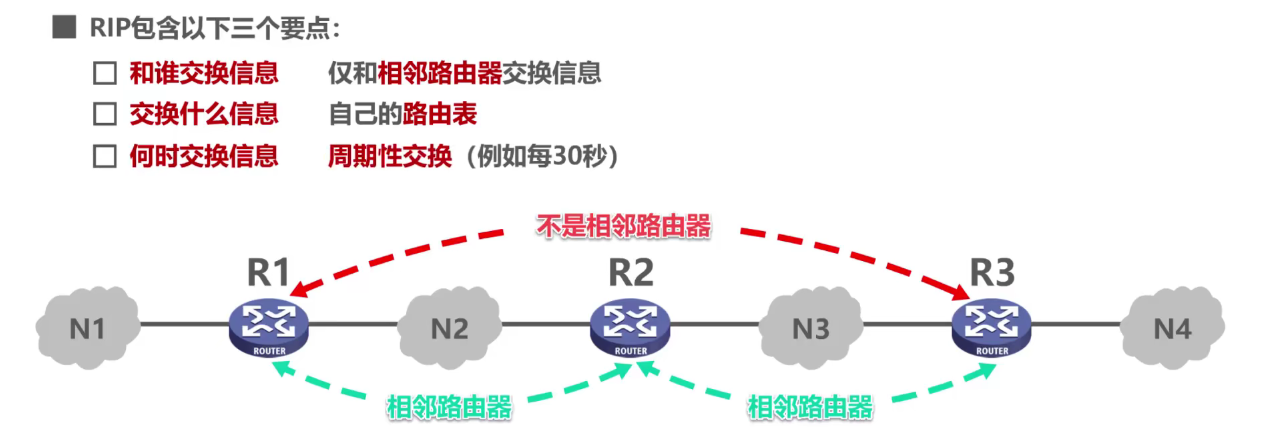 RIP包含以下三个要点：
和谁交换信息 仅和相邻路由器交换信息
交换什么信息 自己的路由表
何时交换信息 周期性交换（例如每30秒）
不是相邻路由器
R1 R2 R3
N1 N2 N3 N4
ROUTER ROUTER ROUTER
相邻路由器 相邻路由器